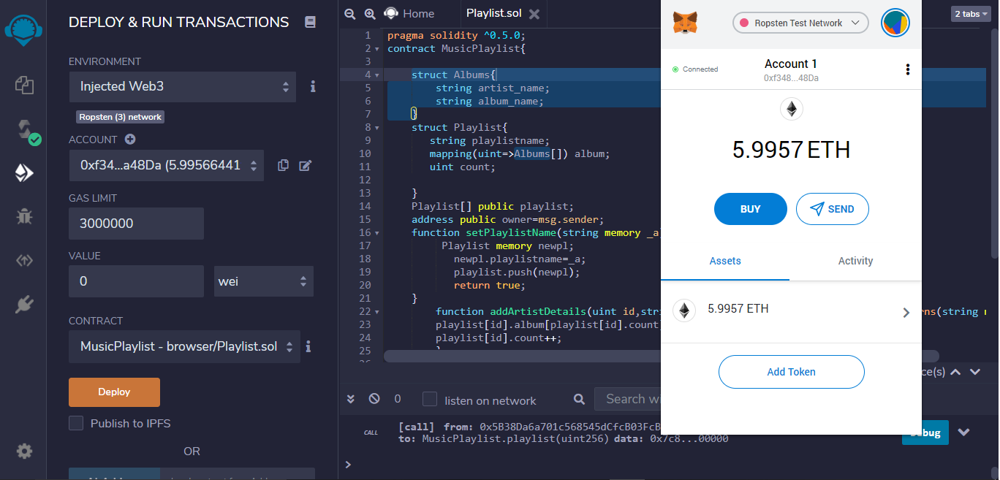 DEPLOY & RUN TRANSACTIONS
ENVIRONMENT
Injected Web3
Ropsten (3) network
ACCOUNT
0xf34...a48Da (5.99566441
GAS LIMIT
3000000
VALUE
0
wei
CONTRACT
MusicPlaylist - browser/Playlist.sol
Deploy
Publish to IPFS
OR
Home
Playlist.sol
2 tabs
1 pragma solidity ^0.5.0;
2 contract MusicPlaylist{
3
4 struct Albums{
5 string artist_name;
6 string album_name;
7 }
8 struct Playlist{
9 string playlistname;
10 mapping(uint=>Albums[]) album;
11 uint count;
12
13 }
14 Playlist[] public playlist;
15 address public owner=msg.sender;
16 function setPlaylistName(string memory _a)
17 Playlist memory newpl;
18 newpl.playlistname=_a;
19 playlist.push(newpl);
20 return true;
21 }
22 function addArtistDetails(uint id,stri
23 playlist[id].album[playlist[id].count]
24 playlist[id].count++;
25 }
rns(string
ce(s)
0
listen on network
Search
CALL
[call] from: 0x5B38Da6a701c568545dCfcB03FcB
to: MusicPlaylist.playlist(uint256) data: 0x7c8...00000
>
Ropsten Test Network
Connected
Account 1
0xf348...48Da
5.9957 ETH
BUY
SEND
Assets
Activity
5.9957 ETH
Add Token